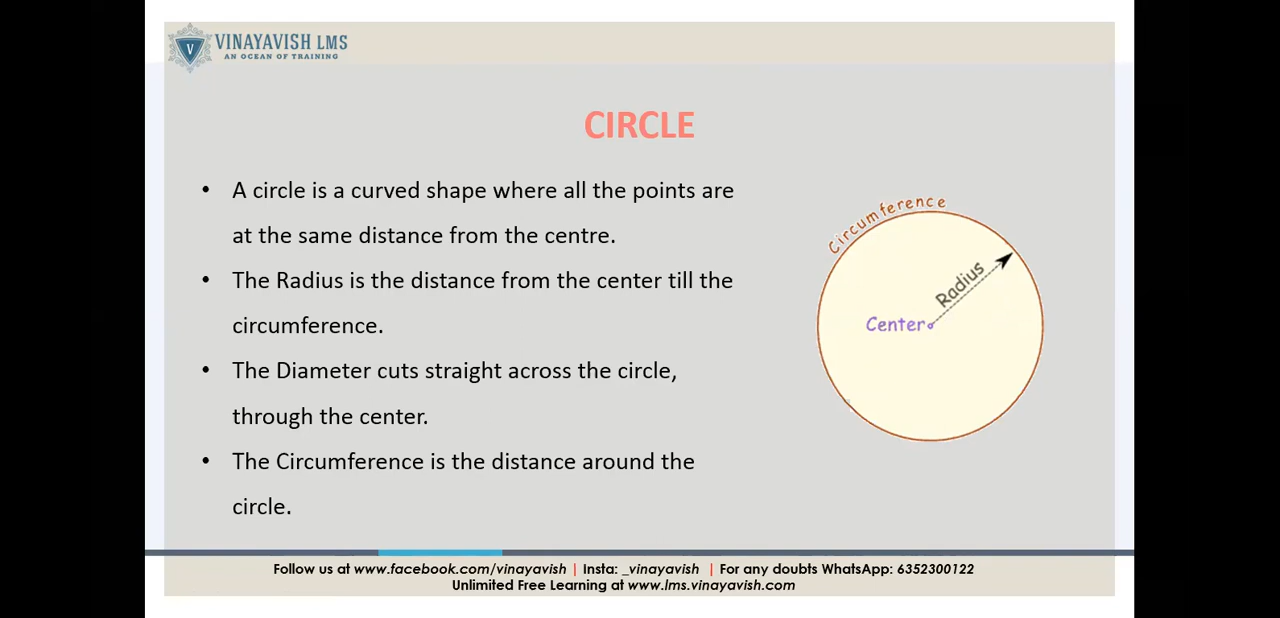 VINAYAVISH LMS
AN OCEAN OF TRAINING
CIRCLE
• A circle is a curved shape where all the points are
at the same distance from the centre.
• The Radius is the distance from the center till the
circumference.
• The Diameter cuts straight across the circle,
through the center.
• The Circumference is the distance around the
circle.
Circumference
Radius
Center
Follow us at www.facebook.com/vinayavish | Insta: _vinayavish | For any doubts WhatsApp: 6352300122
Unlimited Free Learning at www.lms.vinayavish.com